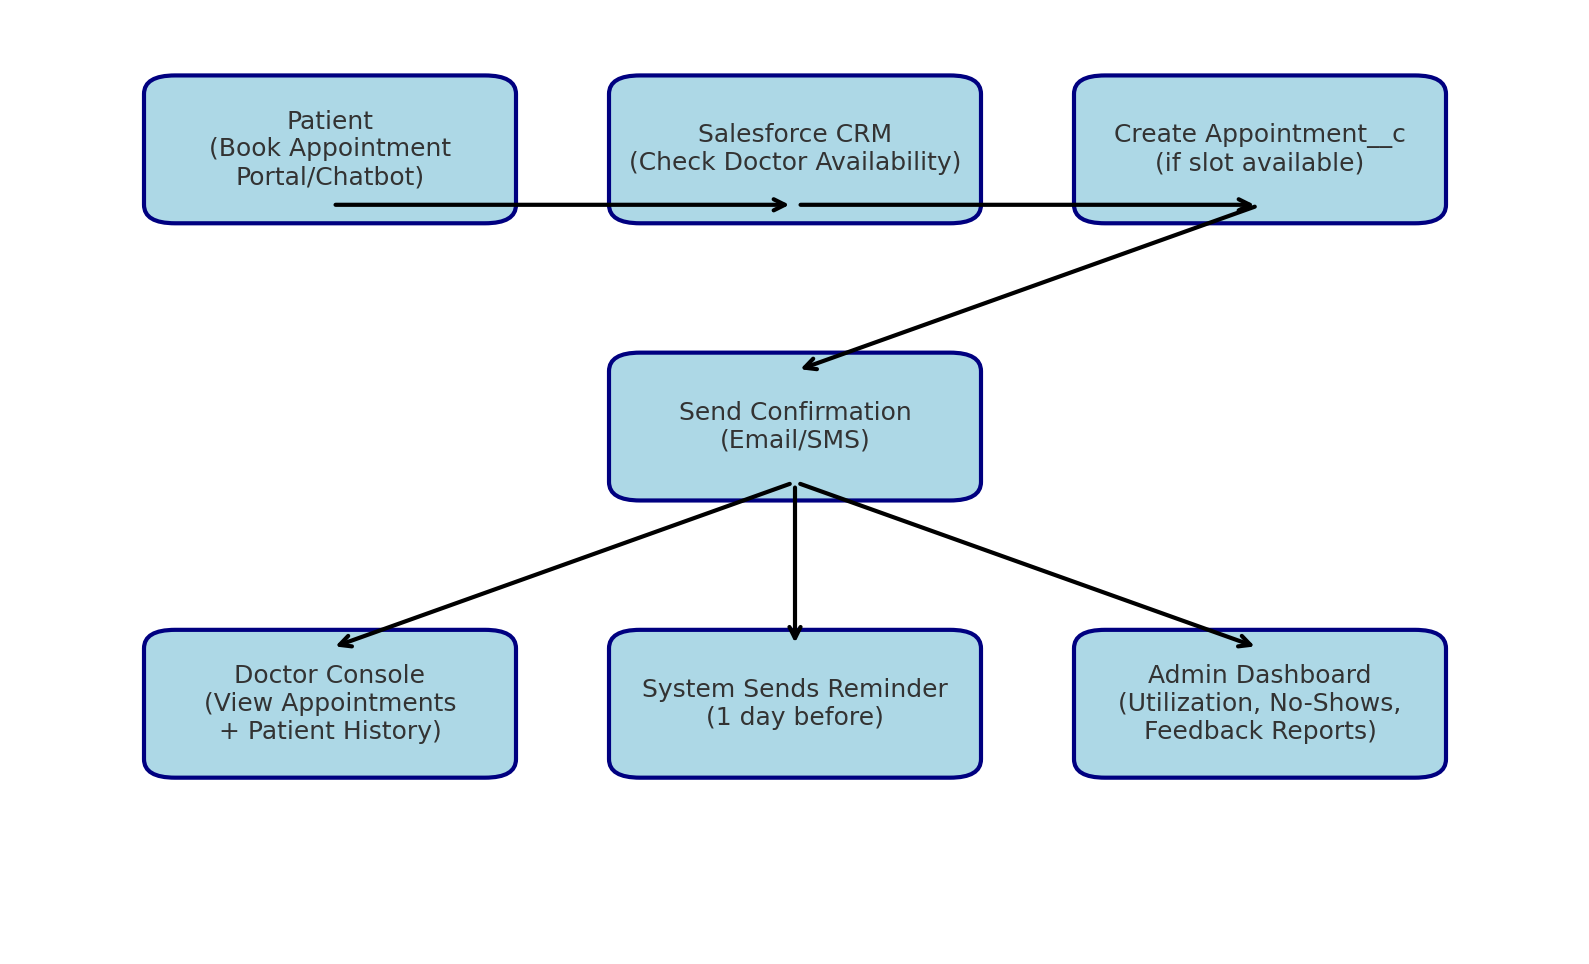 Patient
(Book Appointment
Portal/Chatbot)
Salesforce CRM
(Check Doctor Availability)
Create Appointment__c
(if slot available)
Send Confirmation
(Email/SMS)
Doctor Console
(View Appointments
+ Patient History)
System Sends Reminder
(1 day before)
Admin Dashboard
(Utilization, No-Shows,
Feedback Reports)